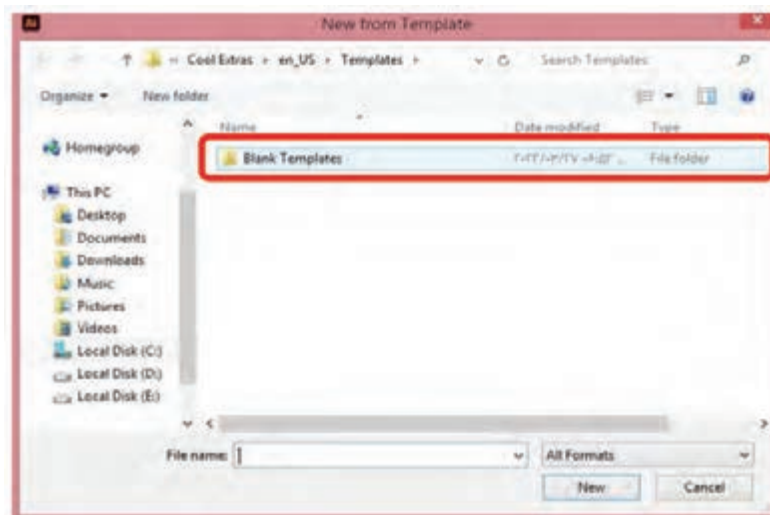 Ai
New from Template
« Cool Extras › en_US › Templates ›
Search Templates
Organize
New folder
Name
Date modified
Type
Homegroup
Blank Templates
File folder
This PC
Desktop
Documents
Downloads
Music
Pictures
Videos
Local Disk (C:)
Local Disk (D:)
Local Disk (E:)
File name:
All Formats
New
Cancel